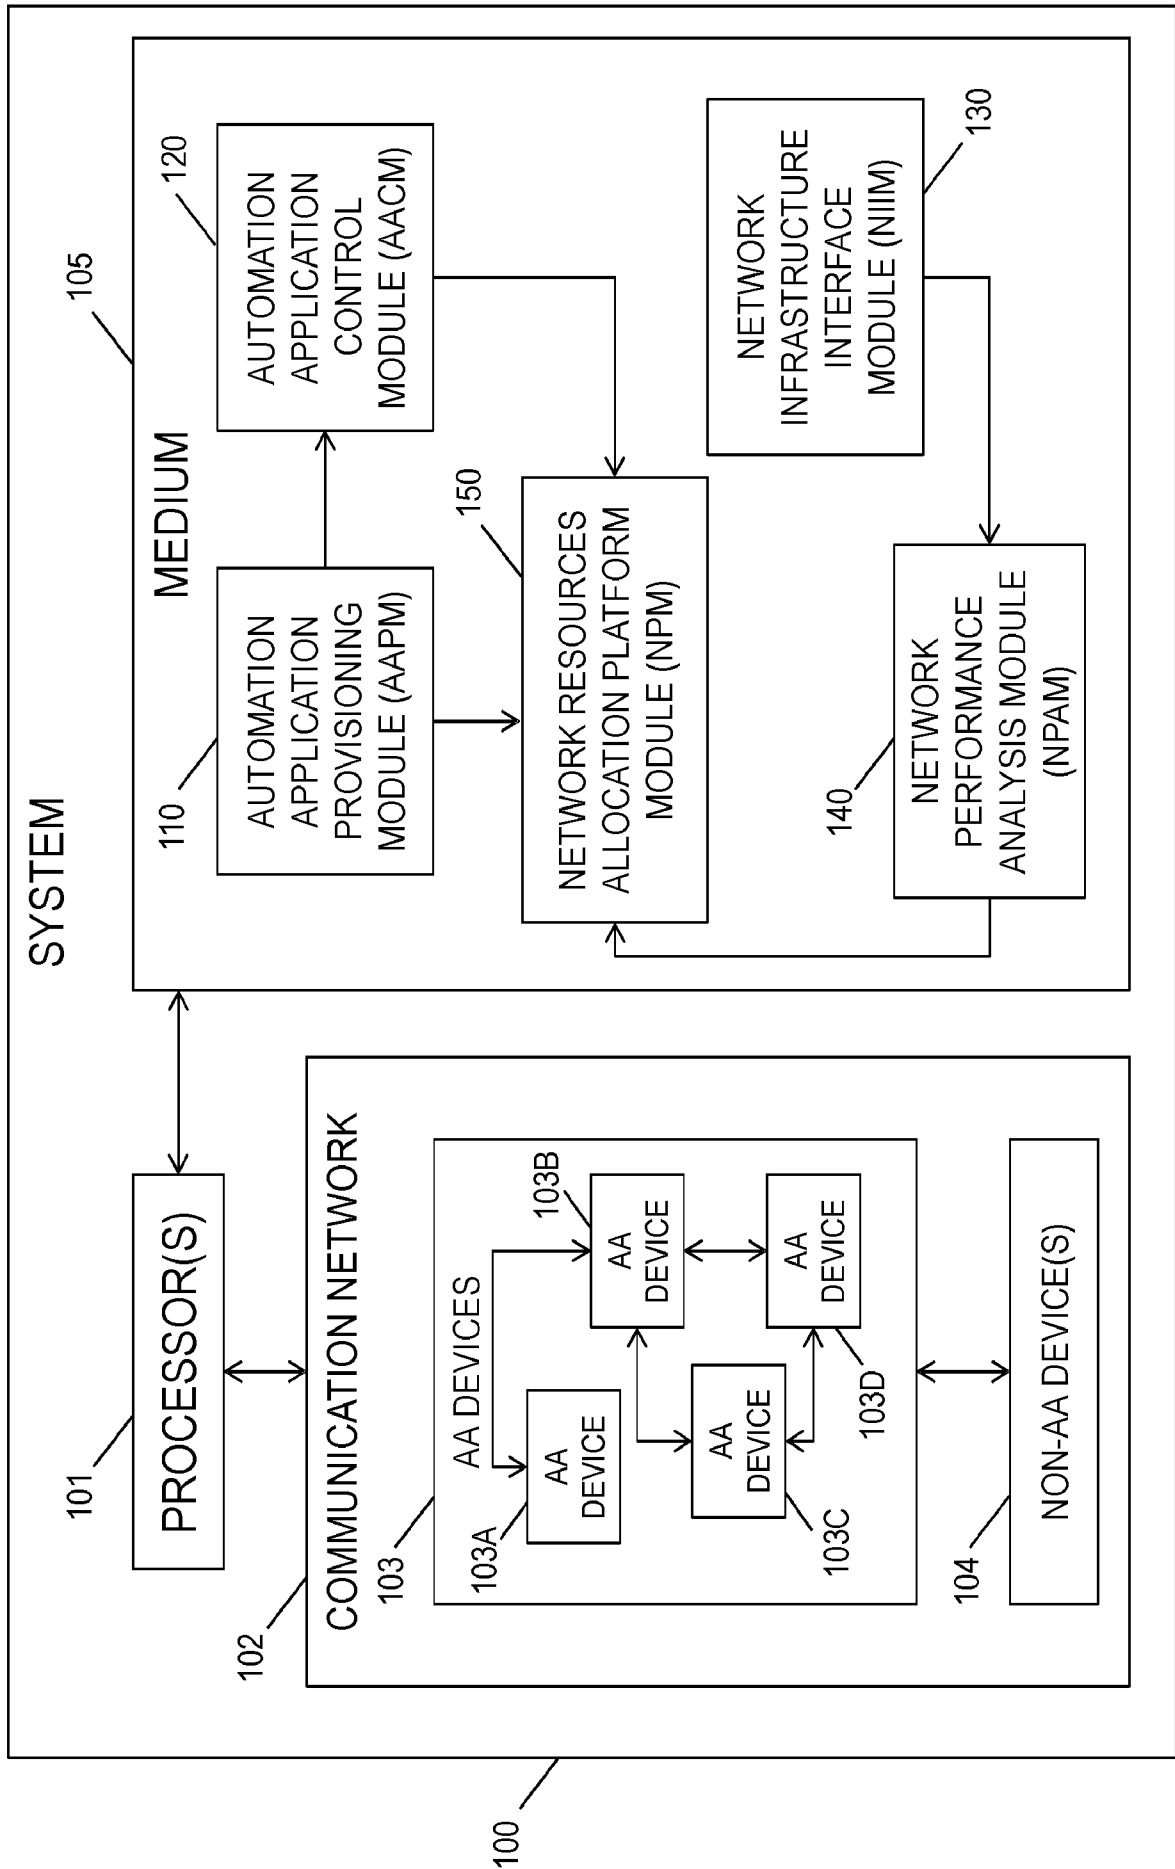 SYSTEM
100
101
PROCESSOR(S)
102
COMMUNICATION NETWORK
103
AA DEVICES
103A
AA
DEVICE
103B
AA
DEVICE
AA
DEVICE
103C
AA
DEVICE
103D
104
NON-AA DEVICE(S)
105
MEDIUM
110
AUTOMATION
APPLICATION
PROVISIONING
MODULE (AAPM)
120
AUTOMATION
APPLICATION
CONTROL
MODULE (AACM)
150
NETWORK RESOURCES
ALLOCATION PLATFORM
MODULE (NPM)
NETWORK
INFRASTRUCTURE
INTERFACE
MODULE (NIIM)
130
140
NETWORK
PERFORMANCE
ANALYSIS MODULE
(NPAM)